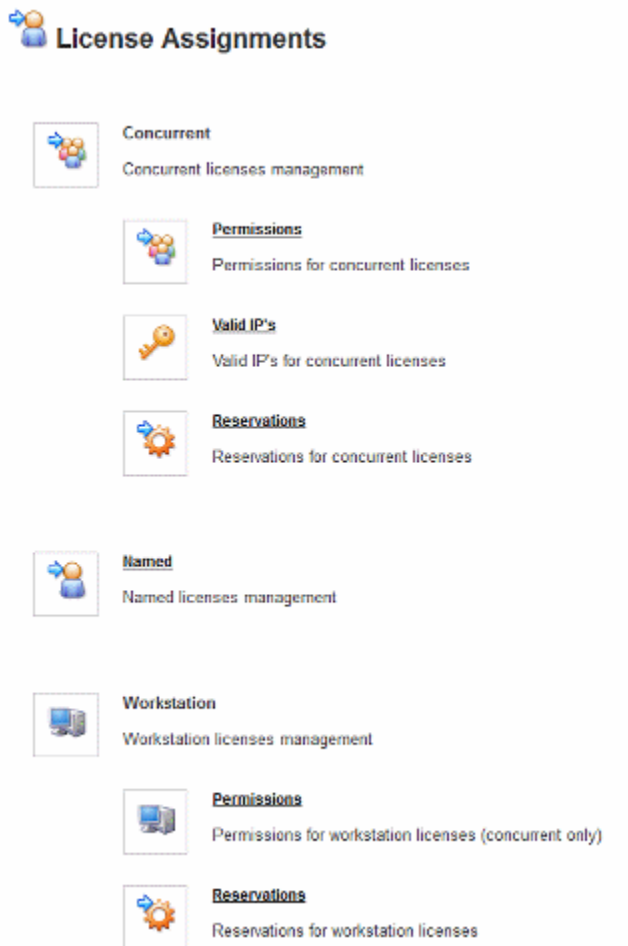 License Assignments
Concurrent
Concurrent licenses management
Permissions
Permissions for concurrent licenses
Valid IP's
Valid IP's for concurrent licenses
Reservations
Reservations for concurrent licenses
Named
Named licenses management
Workstation
Workstation licenses management
Permissions
Permissions for workstation licenses (concurrent only)
Reservations
Reservations for workstation licenses